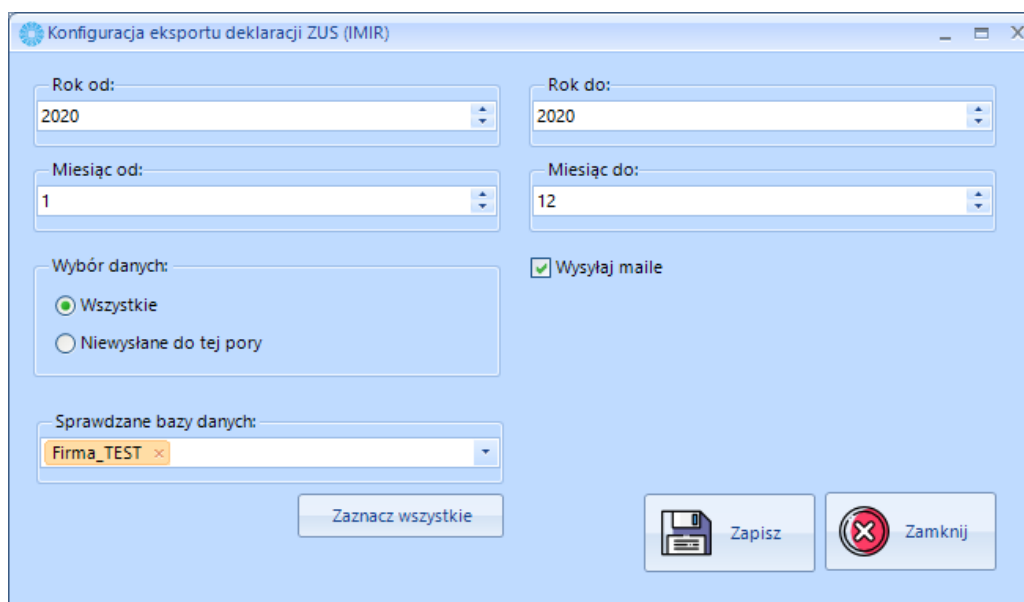 Konfiguracja eksportu deklaracji ZUS (IMIR)
Rok od:
2020
Rok do:
2020
Miesiąc od:
1
Miesiąc do:
12
Wybór danych:
Wszystkie
Niewysłane do tej pory
Wysyłaj maile
Sprawdzane bazy danych:
Firma_TEST ×
Zaznacz wszystkie
Zapisz
Zamknij